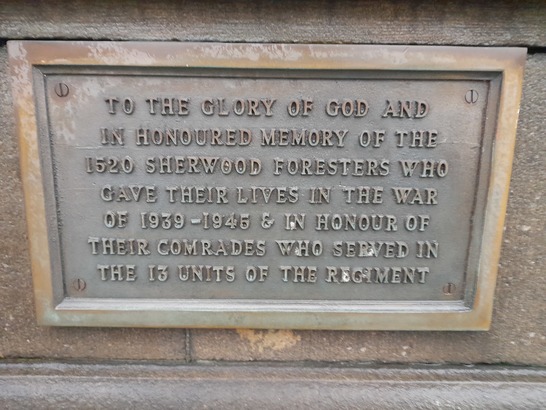 TO THE GLORY OF GOD AND
IN HONOURED MEMORY OF THE
1520 SHERWOOD FORESTERS WHO
GAVE THEIR LIVES IN THE WAR
OF 1939-1945 & IN HONOUR OF
THEIR COMRADES WHO SERVED IN
THE 13 UNITS OF THE REGIMENT